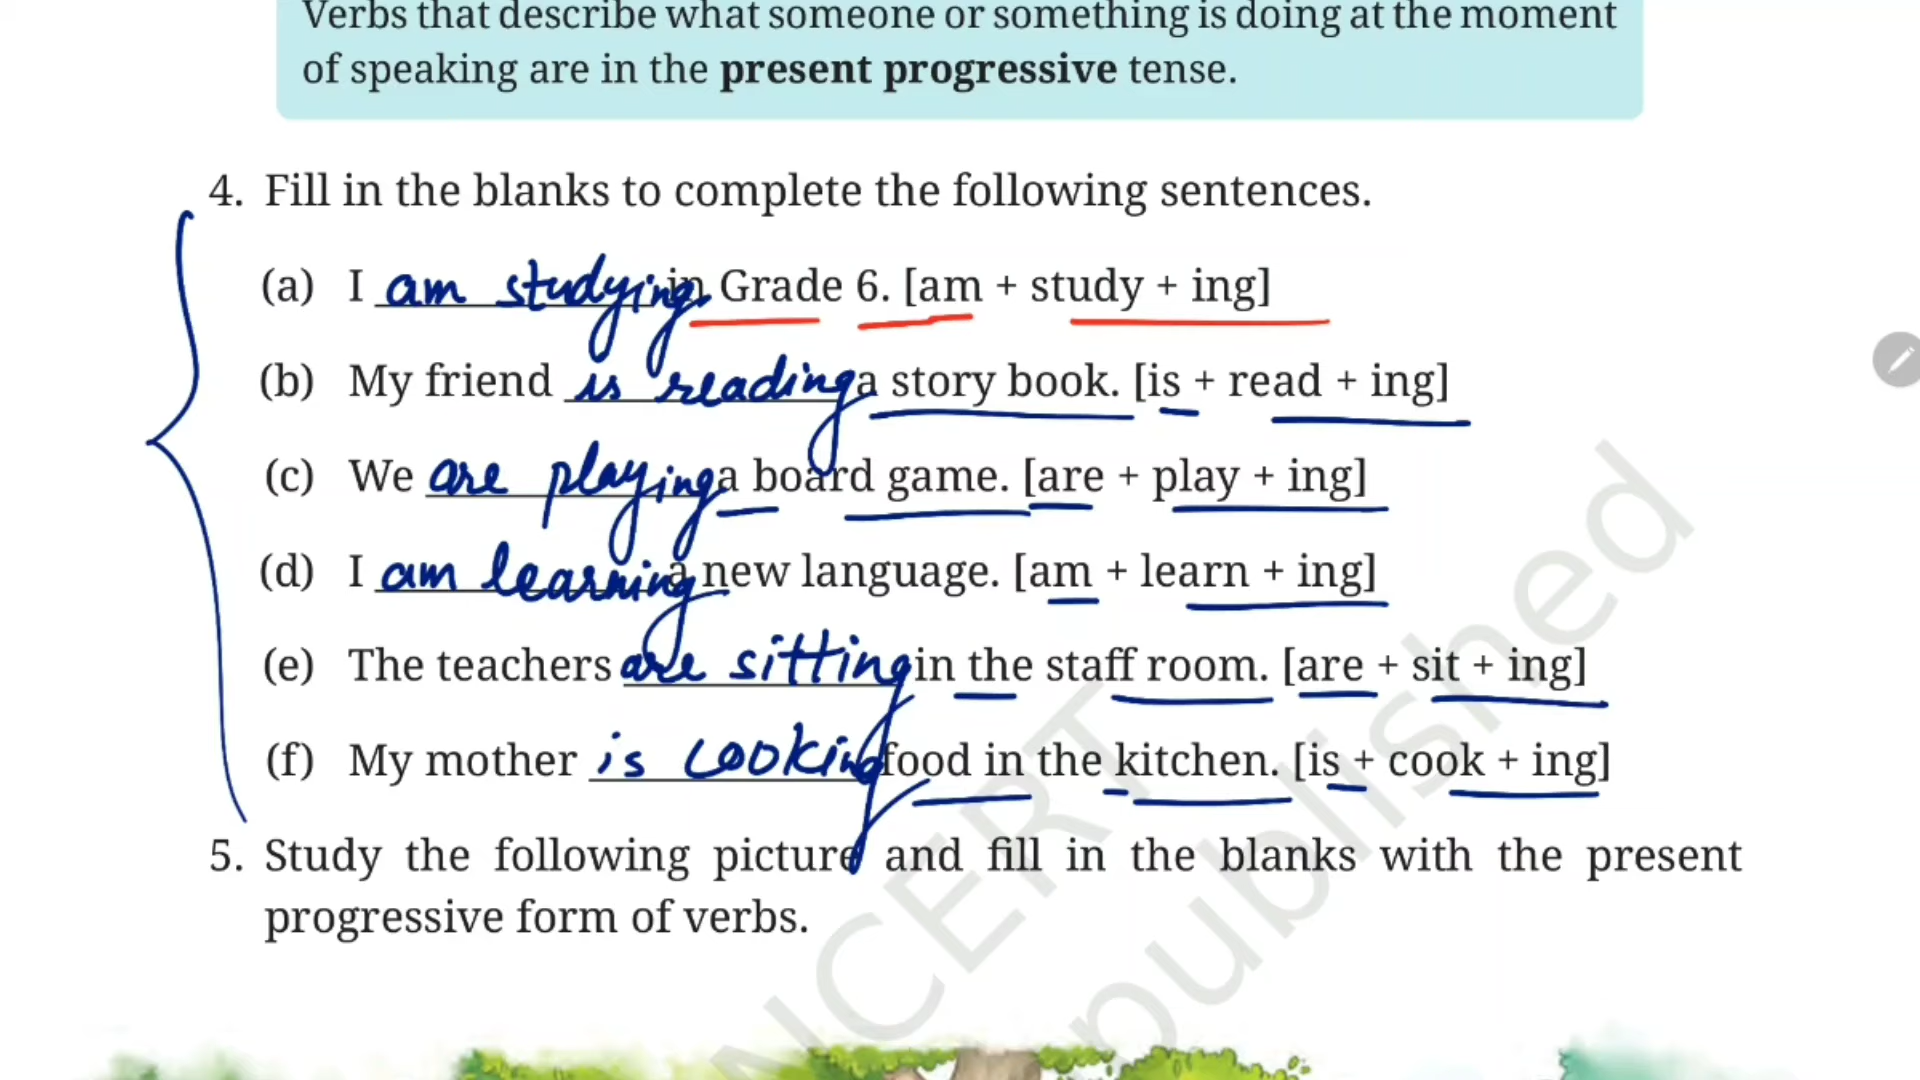 Verbs that describe what someone or something is doing at the moment
of speaking are in the present progressive tense.
4. Fill in the blanks to complete the following sentences.
(a) I am studying in Grade 6. [am + study + ing]
(b) My friend is reading a story book. [is + read + ing]
(c) We are playing a board game. [are + play + ing]
(d) I am learning a new language. [am + learn + ing]
(e) The teachers are sitting in the staff room. [are + sit + ing]
(f) My mother is cooking food in the kitchen. [is + cook + ing]
5. Study the following picture and fill in the blanks with the present
progressive form of verbs.
NCERT
published